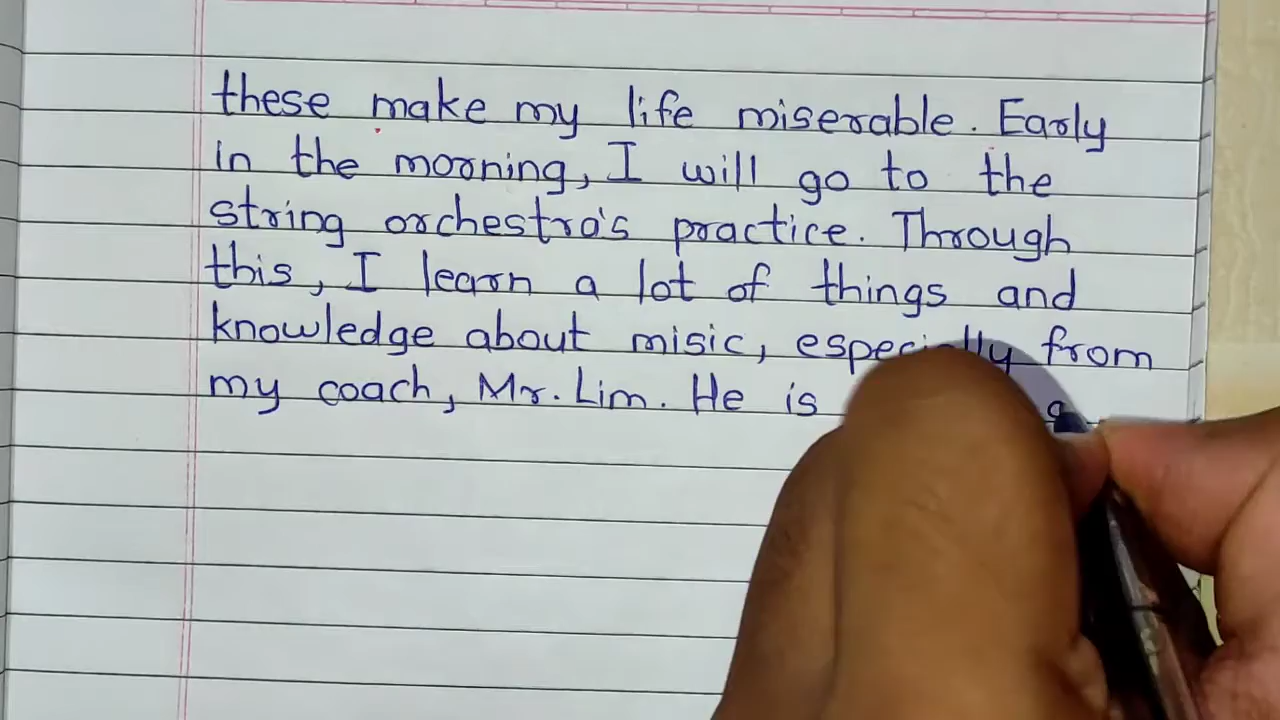 these make my life miserable. Early
in the morning, I will go to the
string orchestra's practice. Through
this, I learn a lot of things and
knowledge about misic, especially from
my coach, Mr. Lim. He is